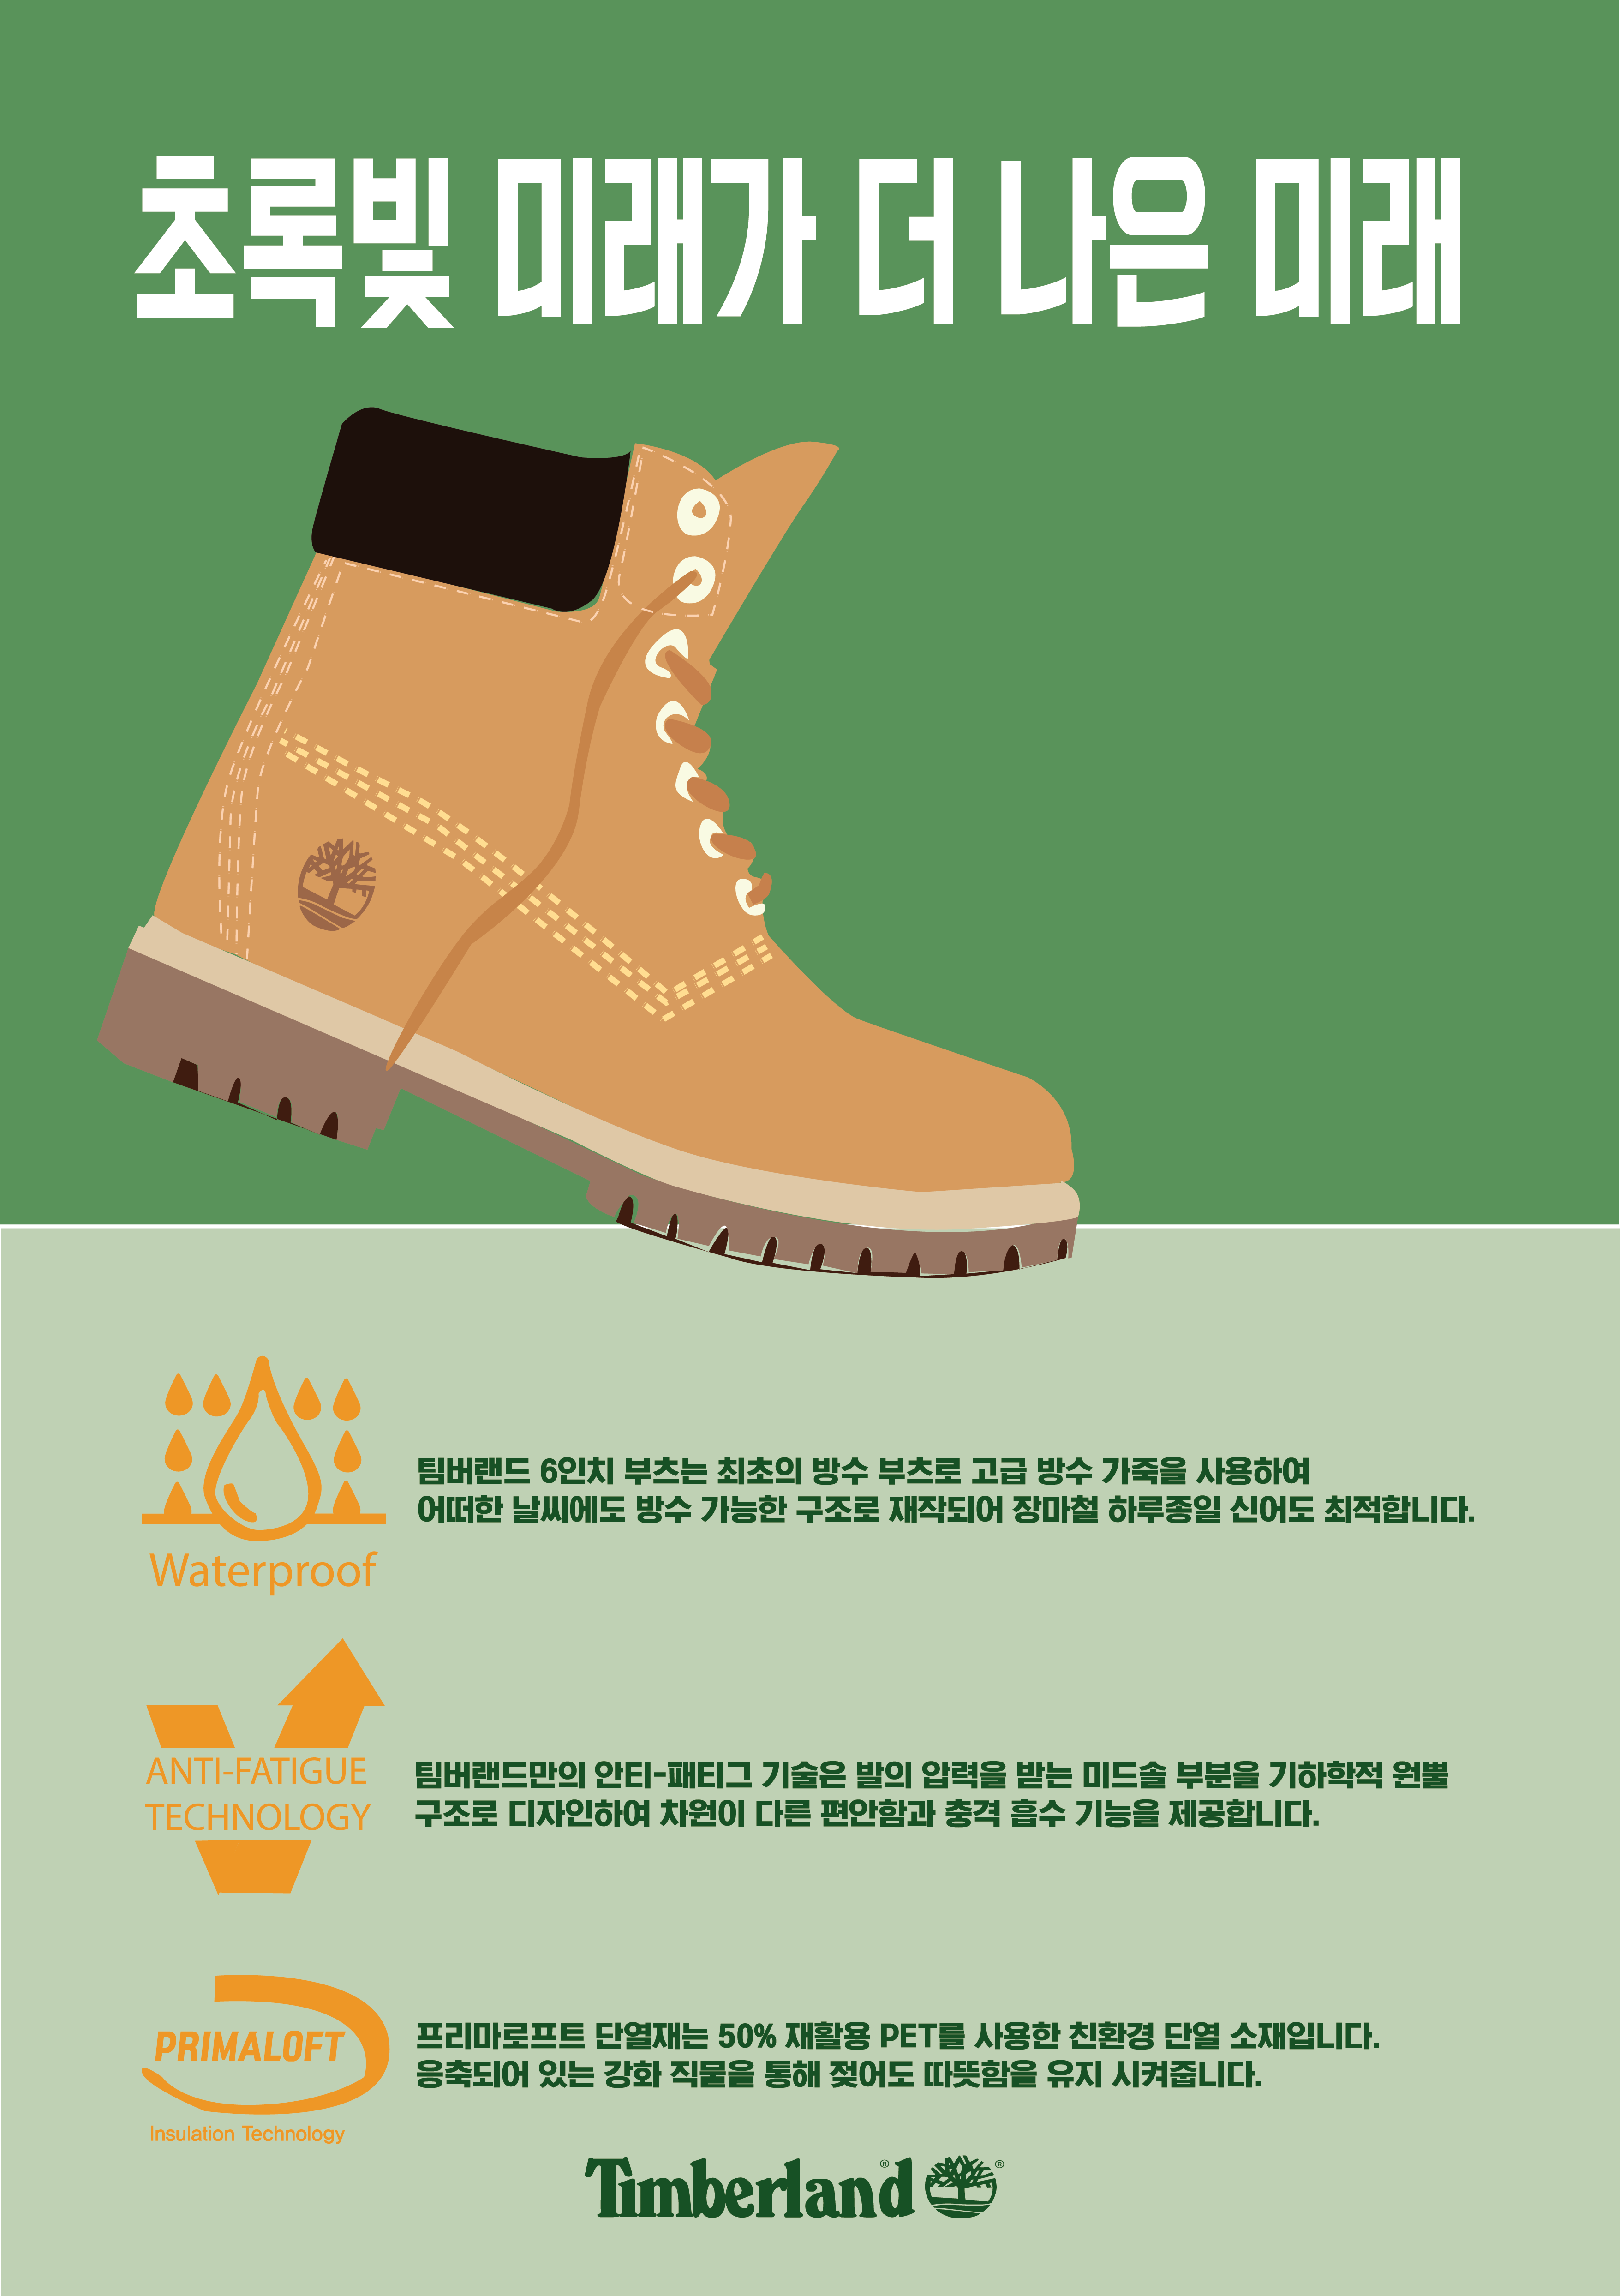 초록빛 미래가 더 나은 미래
팀버랜드 6인치 부츠는 최초의 방수 부츠로 고급 방수 가죽을 사용하여
어떠한 날씨에도 방수 가능한 구조로 재작되어 장마철 하루종일 신어도 최적합니다.
Waterproof
ANTI-FATIGUE
TECHNOLOGY
팀버랜드만의 안티-패티그 기술은 발의 압력을 받는 미드솔 부분을 기하학적 원뿔
구조로 디자인하여 차원이 다른 편안함과 충격 흡수 기능을 제공합니다.
PRIMALOFT
Insulation Technology
프리마로프트 단열재는 50% 재활용 PET를 사용한 친환경 단열 소재입니다.
응축되어 있는 강화 직물을 통해 젖어도 따뜻함을 유지 시켜줍니다.
Timberland® ®